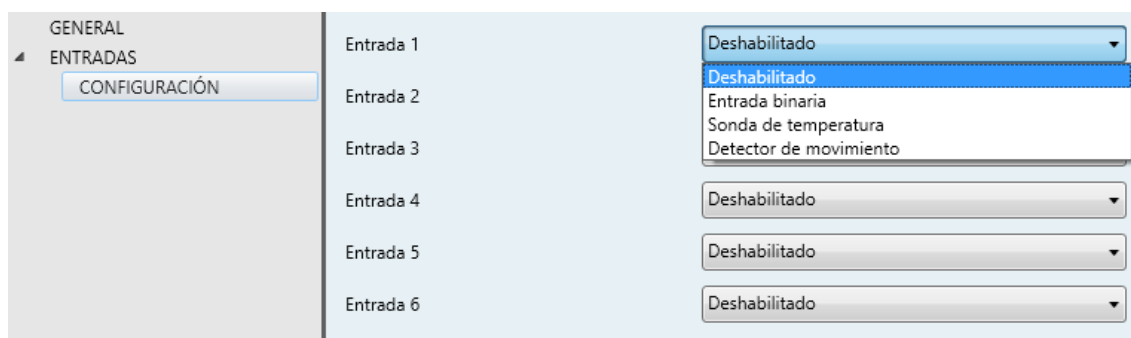 GENERAL
ENTRADAS
CONFIGURACIÓN
Entrada 1
Deshabilitado
Deshabilitado
Entrada binaria
Sonda de temperatura
Detector de movimiento
Entrada 2
Entrada 3
Entrada 4
Deshabilitado
Entrada 5
Deshabilitado
Entrada 6
Deshabilitado